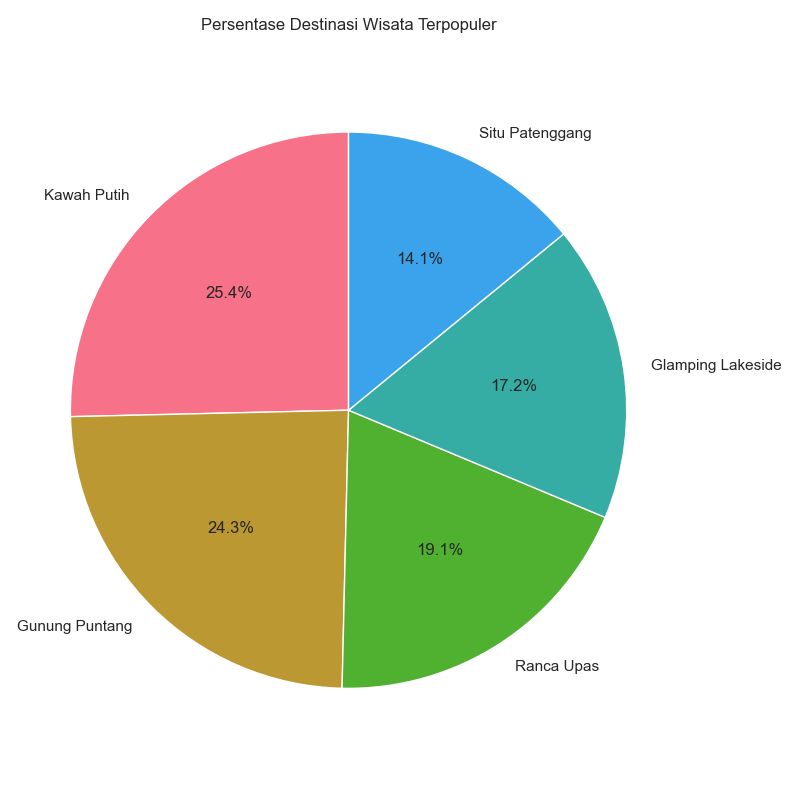 Persentase Destinasi Wisata Terpopuler
Situ Patenggang
14.1%
Kawah Putih
25.4%
Glamping Lakeside
17.2%
Gunung Puntang
24.3%
Ranca Upas
19.1%